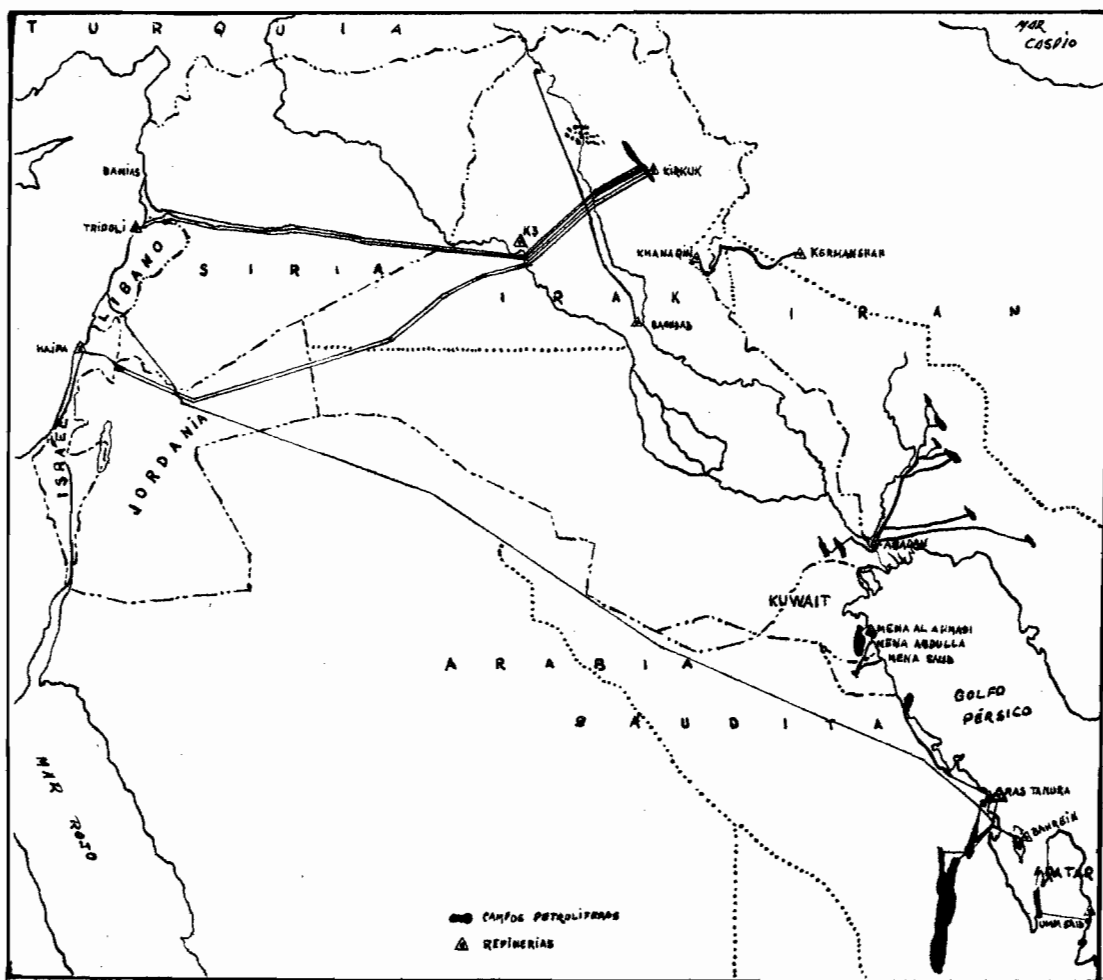 TURQUIA
MAR
CASPIO
BANIAS
KIRKUK
TRIPOLI
K3
KHANAQIN
KERMANSHAH
LIBANO
SIRIA
IRAK
IRAN
BAGDAD
HAIFA
ISRAEL
JORDANIA
ABADAN
KUWAIT
MENA AL AHMADI
MENA ABDULLA
MENA SAUD
ARABIA
SAUDITA
GOLFO
PÉRSICO
MAR ROJO
RAS TANURA
BAHREIN
QATAR
UMM SAID
CAMPOS PETROLIFEROS
REFINERIAS